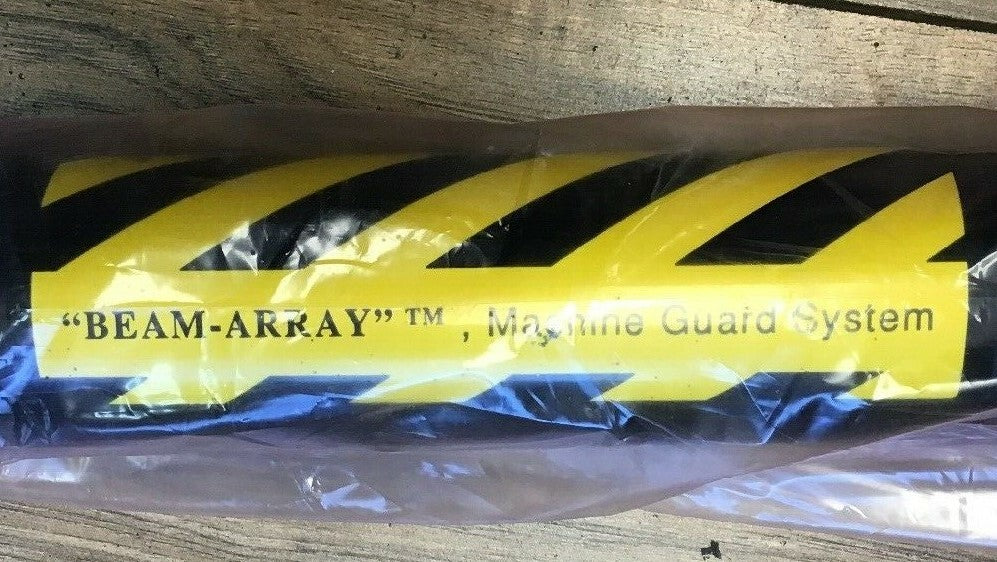 “BEAM-ARRAY” ™ , Machine Guard System